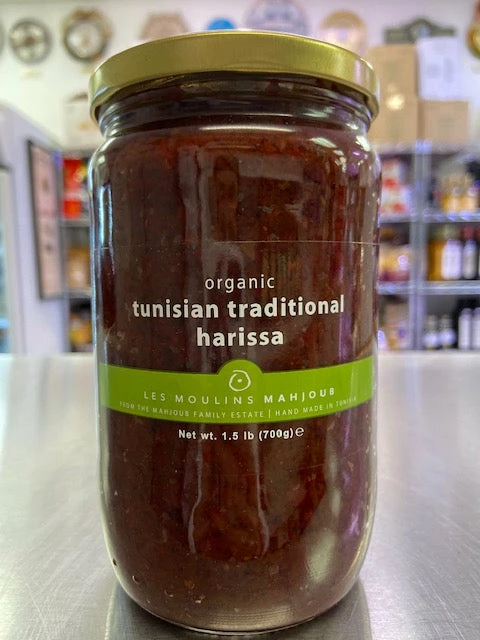 organic
tunisian traditional
harissa
LES MOULINS MAHJOUB
FROM THE MAHJOUB FAMILY ESTATE | HAND MADE IN TUNISIA
Net wt. 1.5 lb (700g) ℮